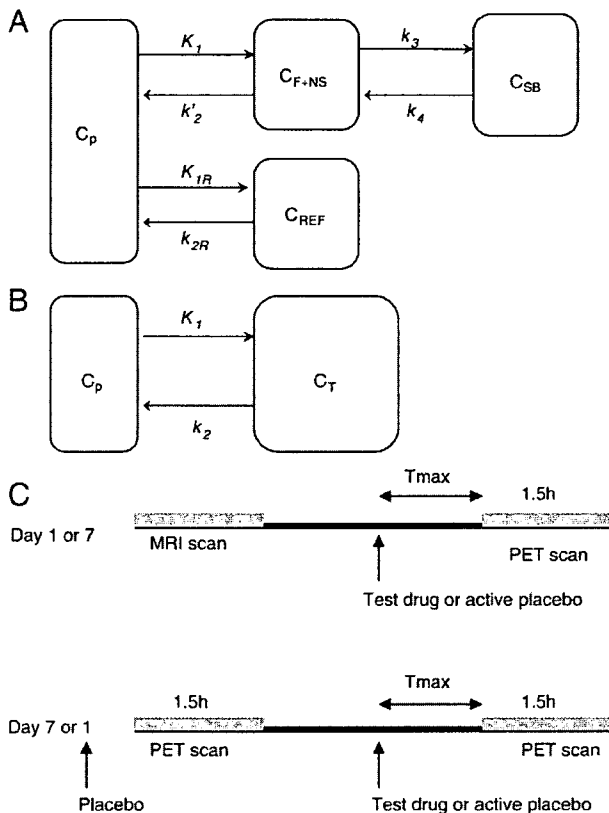 A
K1
k3
CF+NS
CSB
k'2
k4
Cp
K1R
CREF
k2R
B
K1
Cp
CT
k2
C
Tmax
1.5h
Day 1 or 7
MRI scan
PET scan
Test drug or active placebo
Tmax
1.5h
1.5h
Day 7 or 1
PET scan
PET scan
Placebo
Test drug or active placebo